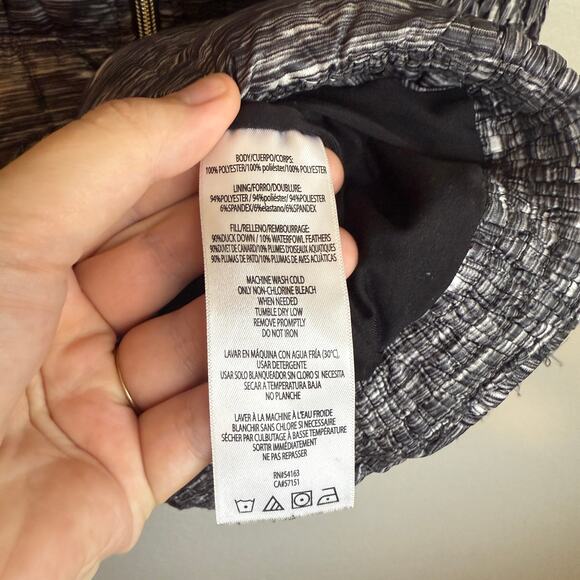 BODY/CUERPO/CORPS:
100% POLYESTER/100% poliéster/100% POLYESTER
LINING/FORRO/DOUBLURE:
94%POLYESTER/ 94%poliéster/ 94%POLYESTER
6%SPANDEX/6%elastano/6%SPANDEX
FILL/RELLENO/REMBOURRAGE:
90%DUCK DOWN / 10% WATERFOWL FEATHERS
90%DUVET DE CANARD/10% PLUMES D'OISEAUX AQUATIQUES
90% PLUMAS DE PATO/10% PLUMAS DE AVES ACUÁTICAS
MACHINE WASH COLD
ONLY NON-CHLORINE BLEACH
WHEN NEEDED
TUMBLE DRY LOW
REMOVE PROMPTLY
DO NOT IRON
LAVAR EN MÁQUINA CON AGUA FRÍA (30°C),
USAR DETERGENTE
USAR SOLO BLANQUEADOR SIN CLORO SI NECESITA
SECAR A TEMPERATURA BAJA
NO PLANCHE
LAVER À LA MACHINE À L'EAU FROIDE
BLANCHIR SANS CHLORE SI NECESSAIRE
SÉCHER PAR CULBUTAGE À BASSE TEMPÉRATURE
SORTIR IMMÉDIATEMENT
NE PAS REPASSER
RN#54163
CA#57151